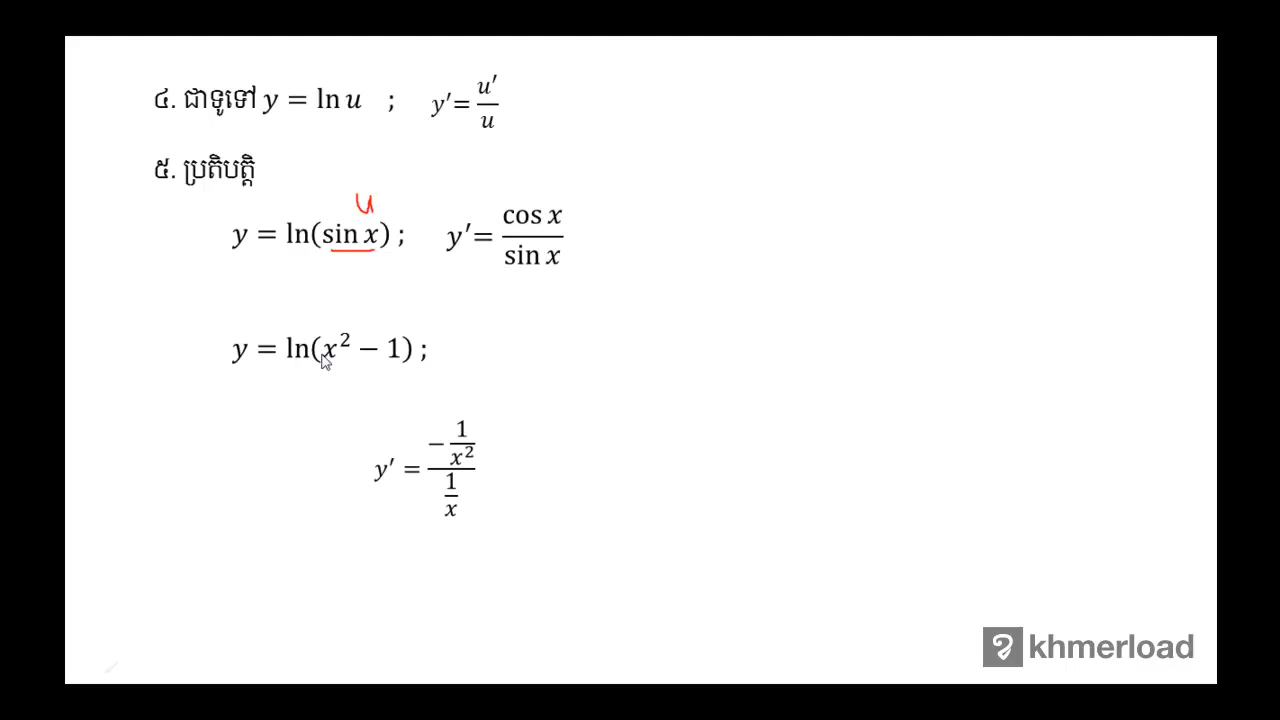 ៤. ជាទូទៅ y = ln u ; y′= u′/u
៥. ប្រតិបត្តិ
u
y = ln(sin x) ; y′= cos x / sin x
y = ln(x² − 1) ;
y′ = (−1/x²) / (1/x)
khmerload